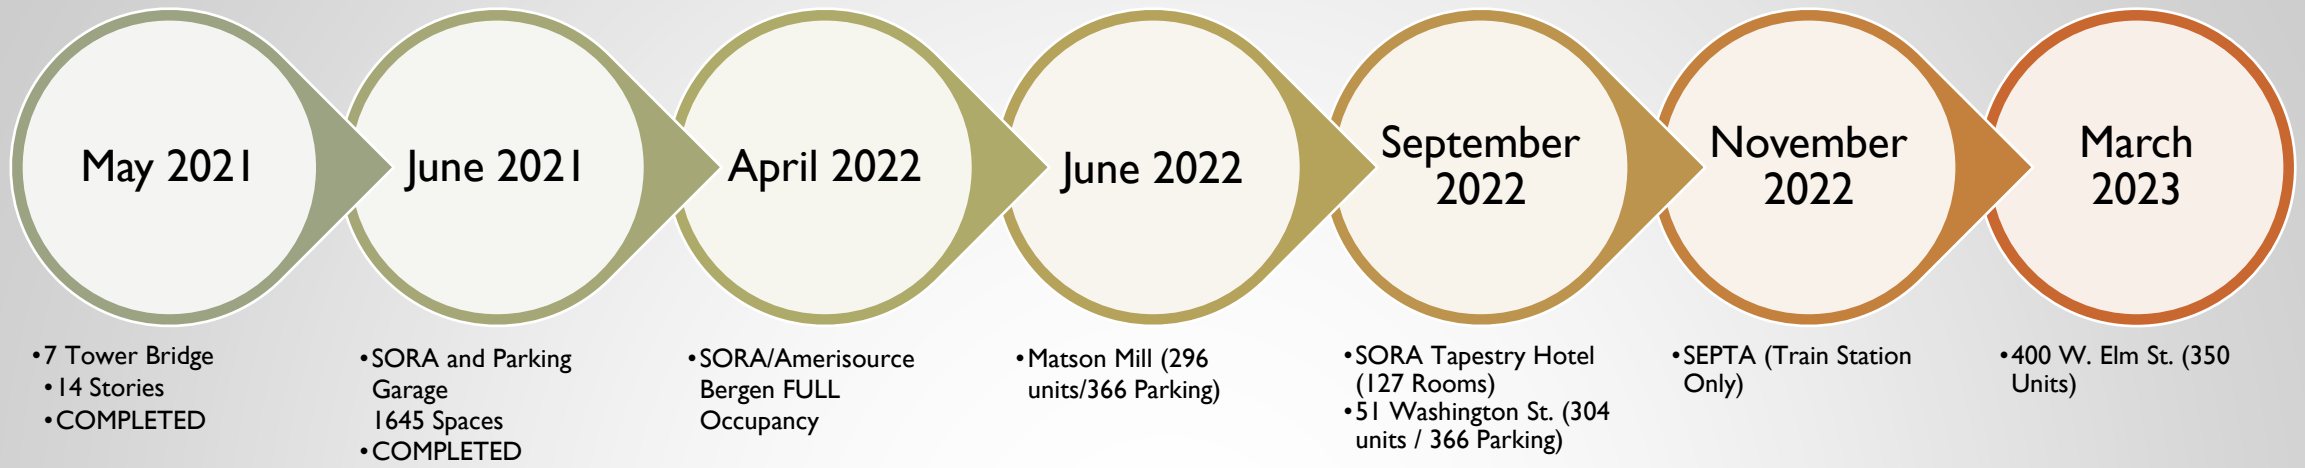 May 2021
June 2021
April 2022
June 2022
September
2022
November
2022
March
2023
•7 Tower Bridge
•14 Stories
•COMPLETED
•SORA and Parking
Garage
1645 Spaces
•COMPLETED
•SORA/Amerisource
Bergen FULL
Occupancy
•Matson Mill (296
units/366 Parking)
•SORA Tapestry Hotel
(127 Rooms)
•51 Washington St. (304
units / 366 Parking)
•SEPTA (Train Station
Only)
•400 W. Elm St. (350
Units)